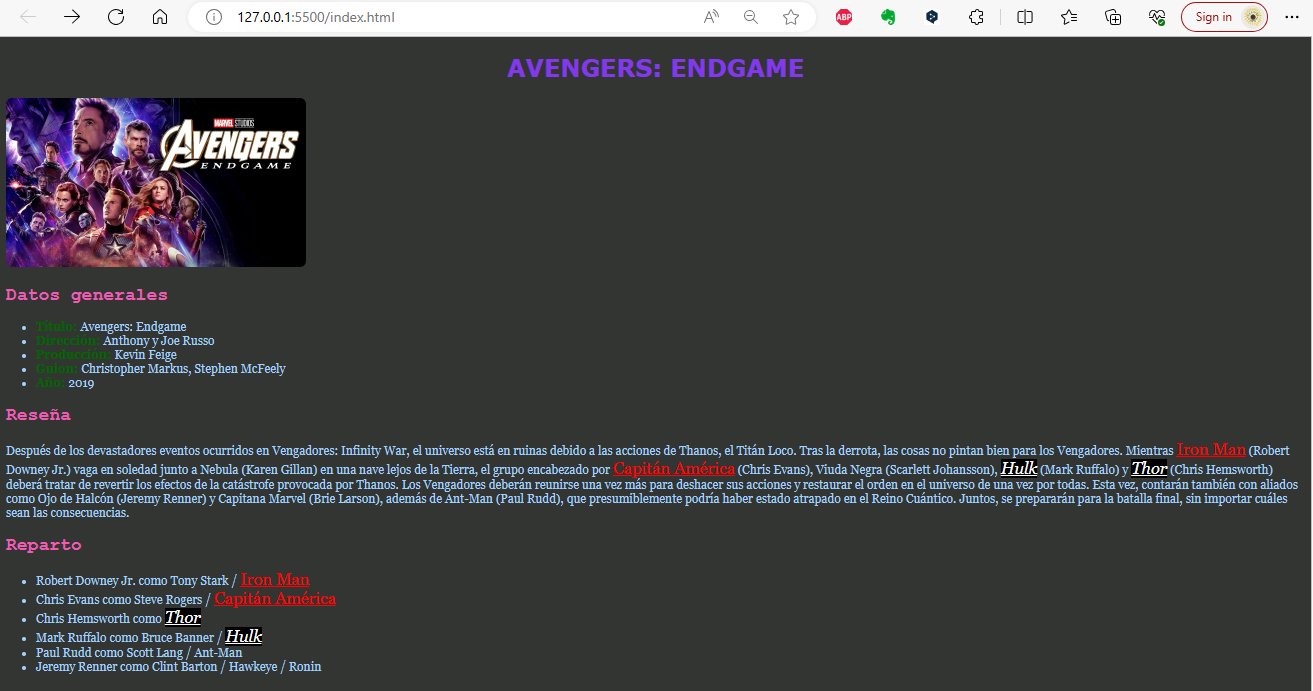 127.0.0.1:5500/index.html
A
ABP
Sign in
AVENGERS: ENDGAME
MARVEL STUDIOS
AVENGERS
ENDGAME
Datos generales
Título: Avengers: Endgame
Dirección: Anthony y Joe Russo
Producción: Kevin Feige
Guion: Christopher Markus, Stephen McFeely
Año: 2019
Reseña
Después de los devastadores eventos ocurridos en Vengadores: Infinity War, el universo está en ruinas debido a las acciones de Thanos, el Titán Loco. Tras la derrota, las cosas no pintan bien para los Vengadores. Mientras Iron Man (Robert
Downey Jr.) vaga en soledad junto a Nebula (Karen Gillan) en una nave lejos de la Tierra, el grupo encabezado por Capitán América (Chris Evans), Viuda Negra (Scarlett Johansson), Hulk (Mark Ruffalo) y Thor (Chris Hemsworth)
deberá tratar de revertir los efectos de la catástrofe provocada por Thanos. Los Vengadores deberán reunirse una vez más para deshacer sus acciones y restaurar el orden en el universo de una vez por todas. Esta vez, contarán también con aliados
como Ojo de Halcón (Jeremy Renner) y Capitana Marvel (Brie Larson), además de Ant-Man (Paul Rudd), que presumiblemente podría haber estado atrapado en el Reino Cuántico. Juntos, se prepararán para la batalla final, sin importar cuáles
sean las consecuencias.
Reparto
Robert Downey Jr. como Tony Stark / Iron Man
Chris Evans como Steve Rogers / Capitán América
Chris Hemsworth como Thor
Mark Ruffalo como Bruce Banner / Hulk
Paul Rudd como Scott Lang / Ant-Man
Jeremy Renner como Clint Barton / Hawkeye / Ronin